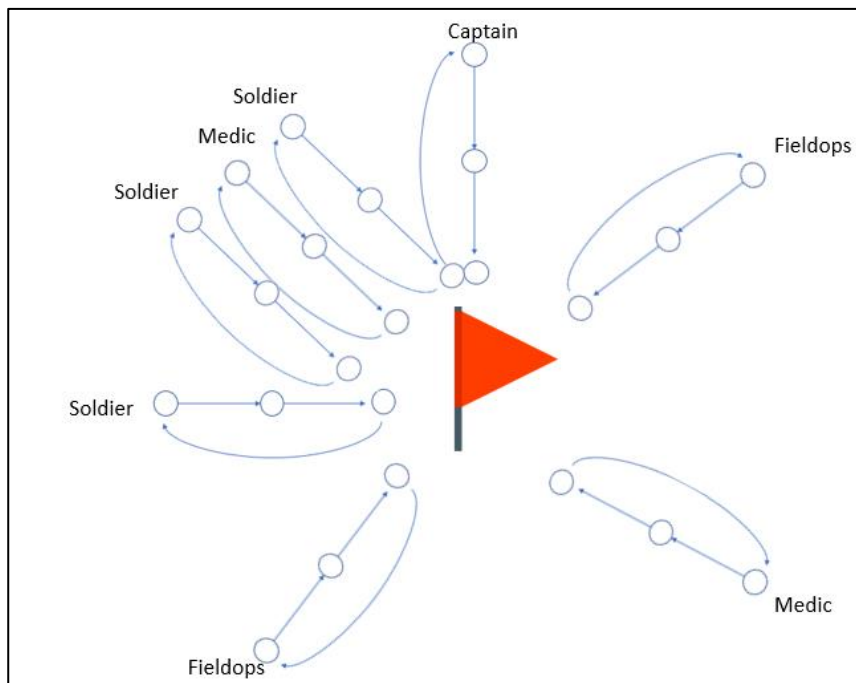 Captain
Soldier
Medic
Fieldops
Soldier
Soldier
Medic
Fieldops